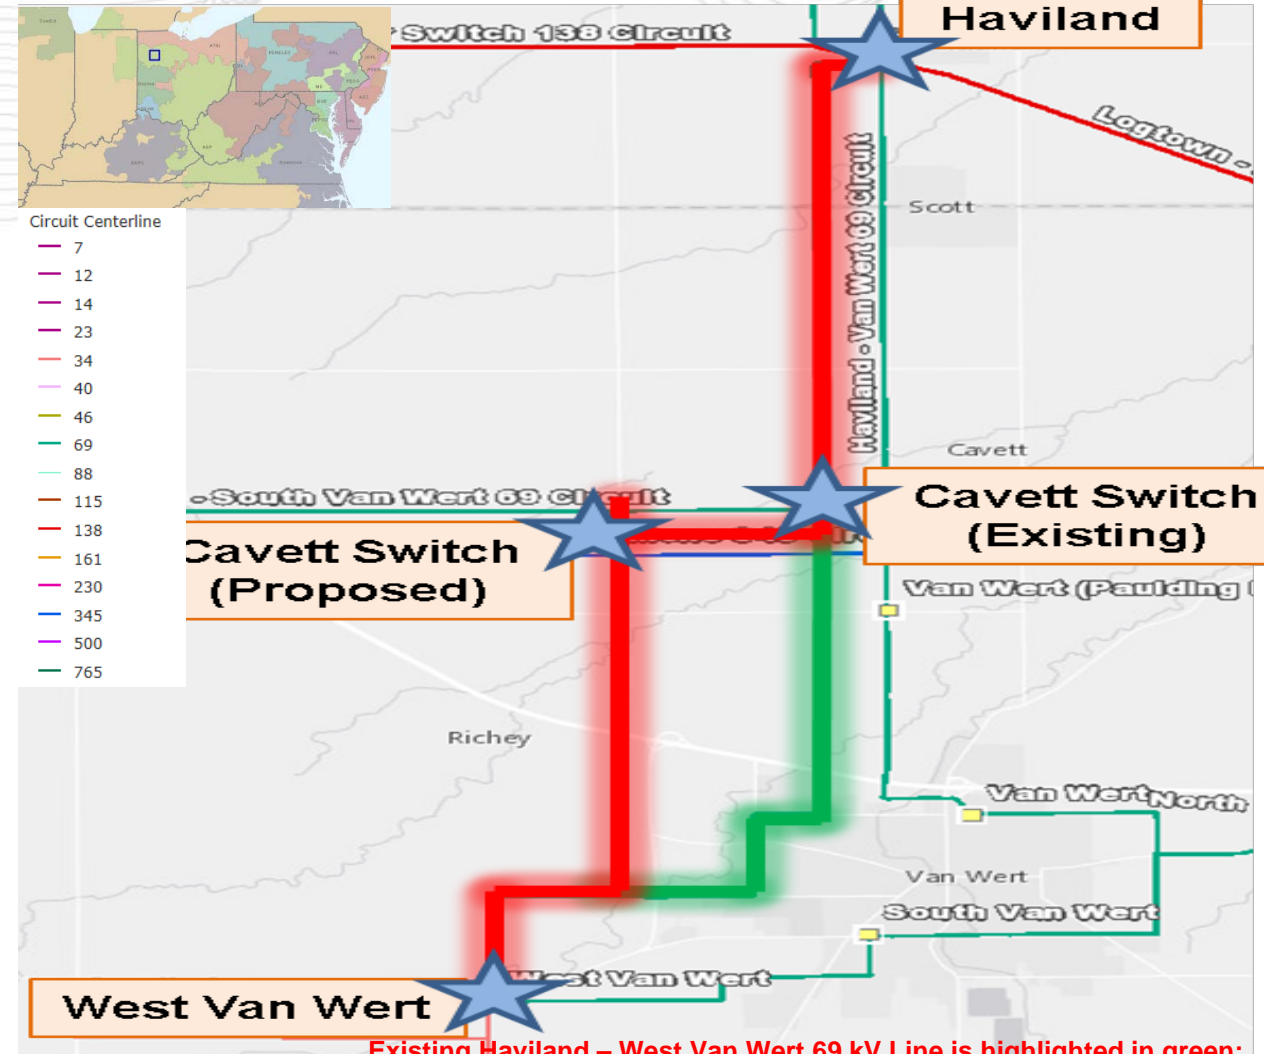 Switch 138 Circuit
Haviland
Logtown -
Scott
Haviland - Van Wert 69 Circuit
Circuit Centerline
7
12
14
23
34
40
46
69
88
115
138
161
230
345
500
765
Cavett
-South Van Wert 69 Circuit
Cavett Switch
(Existing)
Cavett Switch
(Proposed)
Van Wert (Paulding
Richey
Van Wert
North
Van Wert
South Van Wert
West Van Wert
West Van Wert
Existing Haviland – West Van Wert 69 kV Line is highlighted in green;